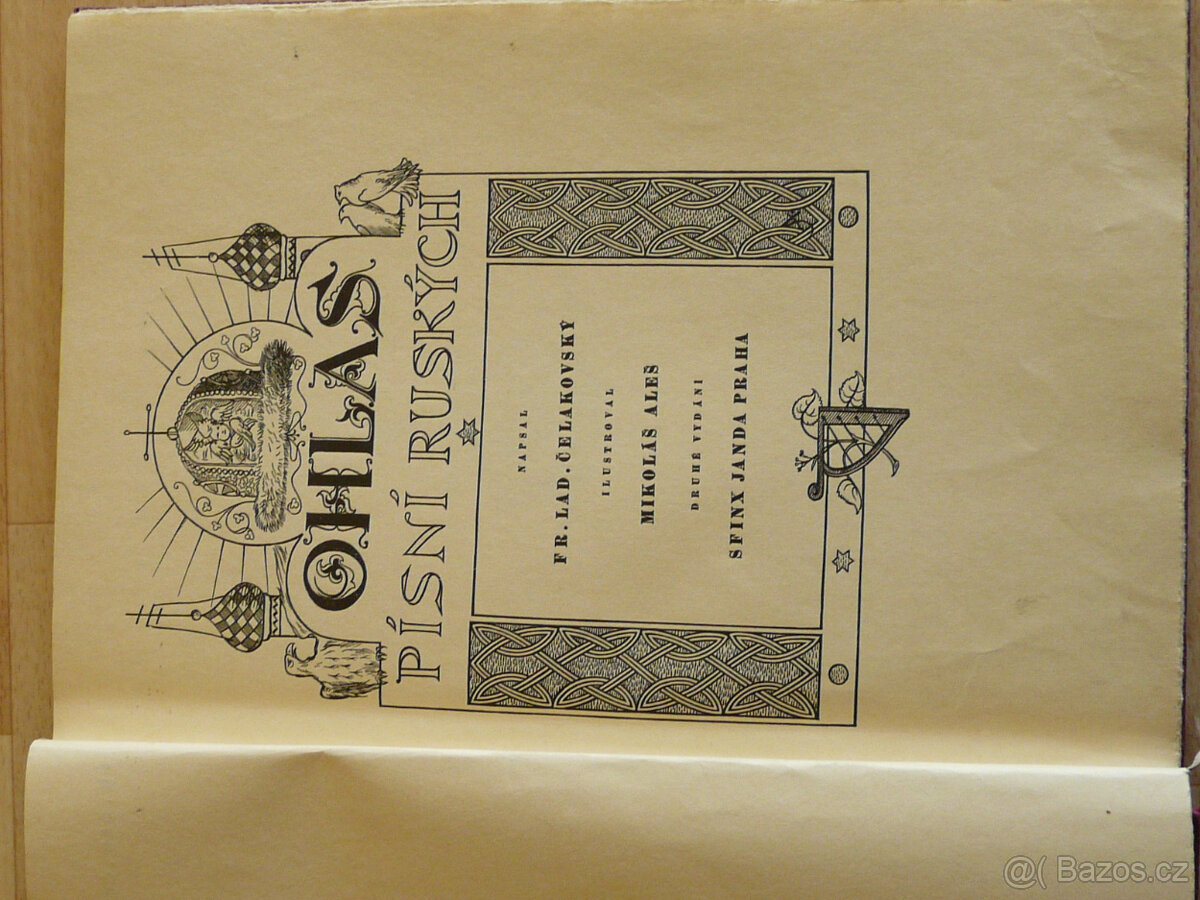 OHLAS
PÍSNÍ RUSKÝCH
NAPSAL
FR. LAD. ČELAKOVSKÝ
ILUSTROVAL
MIKOLÁŠ ALEŠ
DRUHÉ VYDÁNÍ
SFINX JANDA PRAHA
@( Bazos.cz